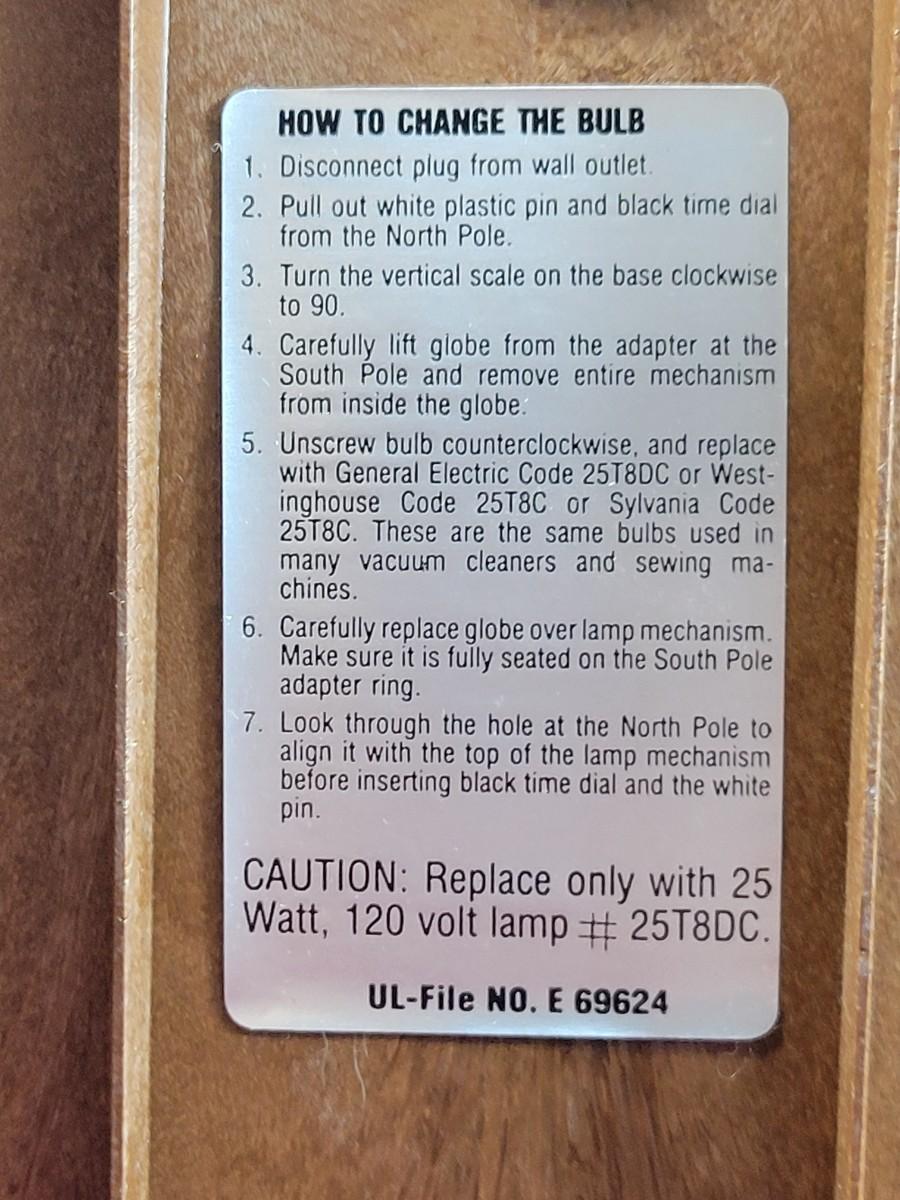 HOW TO CHANGE THE BULB
1. Disconnect plug from wall outlet.
2. Pull out white plastic pin and black time dial
from the North Pole.
3. Turn the vertical scale on the base clockwise
to 90.
4. Carefully lift globe from the adapter at the
South Pole and remove entire mechanism
from inside the globe.
5. Unscrew bulb counterclockwise, and replace
with General Electric Code 25T8DC or West-
inghouse Code 25T8C or Sylvania Code
25T8C. These are the same bulbs used in
many vacuum cleaners and sewing ma-
chines.
6. Carefully replace globe over lamp mechanism.
Make sure it is fully seated on the South Pole
adapter ring.
7. Look through the hole at the North Pole to
align it with the top of the lamp mechanism
before inserting black time dial and the white
pin.
CAUTION: Replace only with 25
Watt, 120 volt lamp # 25T8DC.
UL-File NO. E 69624